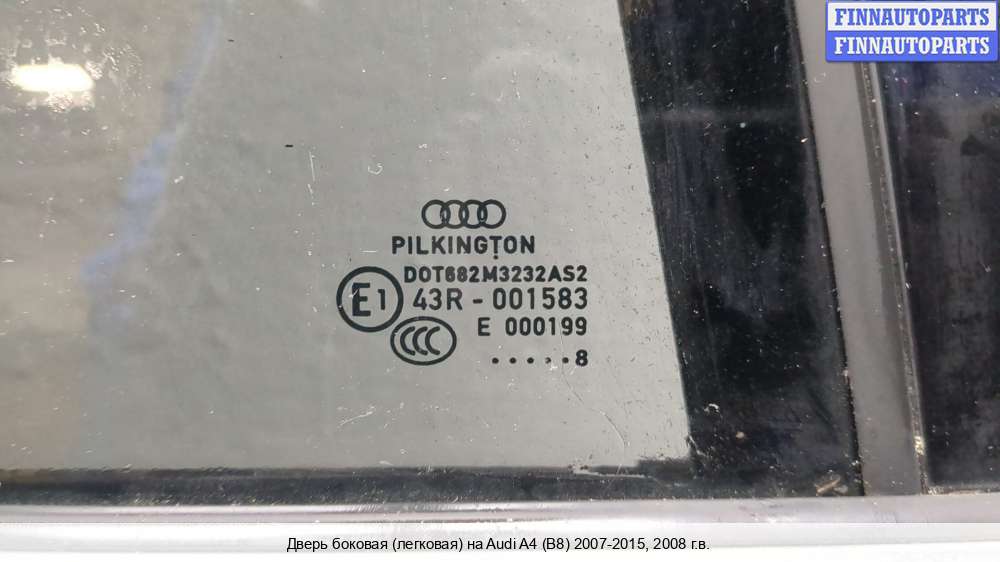 FINNAUTOPARTS
FINNAUTOPARTS
PILKINGTON
DOT682M3232AS2
E1 43R - 001583
E 000199
CCC
.....8
Дверь боковая (легковая) на Audi A4 (B8) 2007-2015, 2008 г.в.